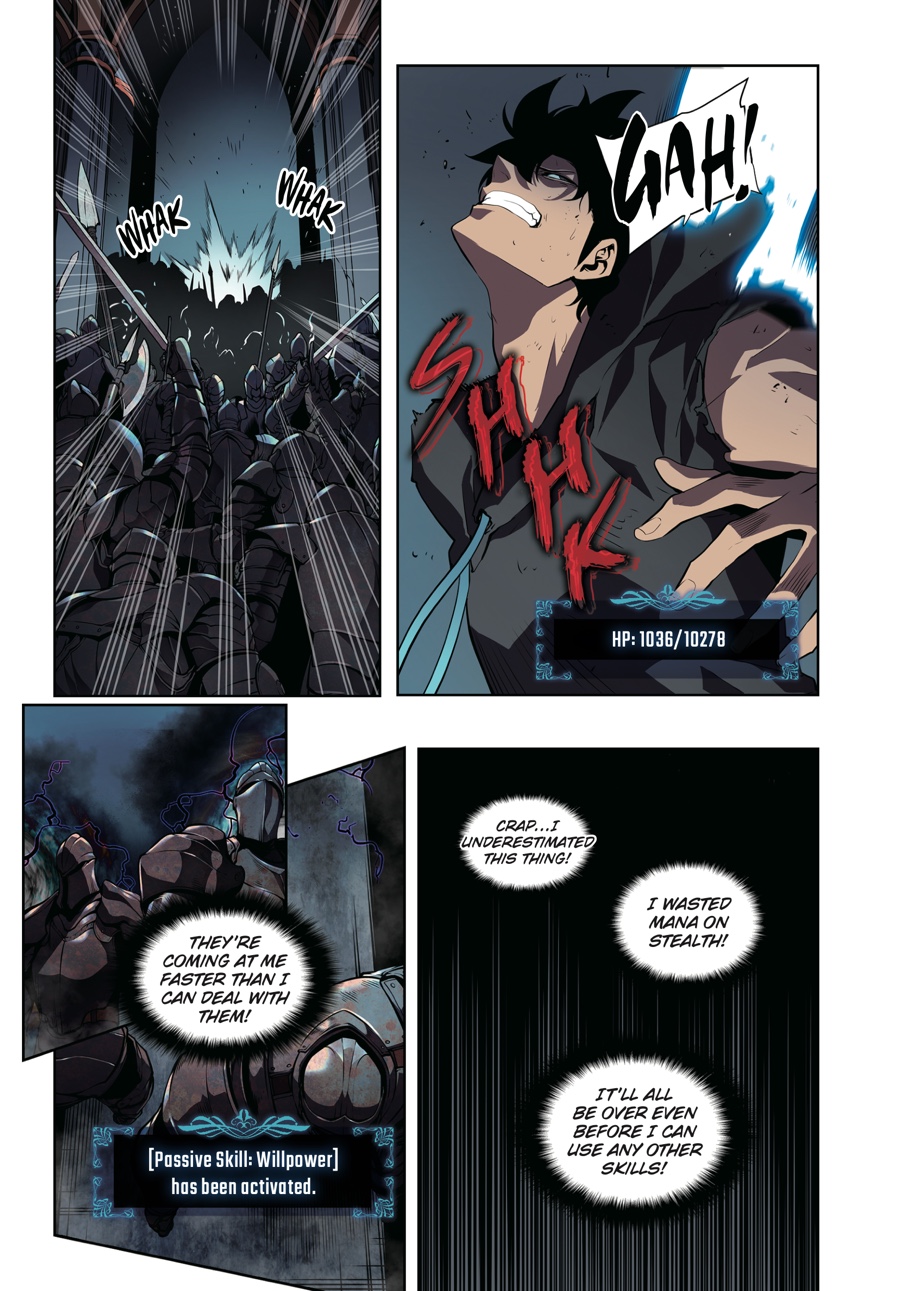 WHAK
WHAK
GAH!
SHHK
HP: 1036/10278
THEY'RE
COMING AT ME
FASTER THAN I
CAN DEAL WITH
THEM!
[Passive Skill: Willpower]
has been activated.
CRAP...I
UNDERESTIMATED
THIS THING!
I WASTED
MANA ON
STEALTH!
IT'LL ALL
BE OVER EVEN
BEFORE I CAN
USE ANY OTHER
SKILLS!